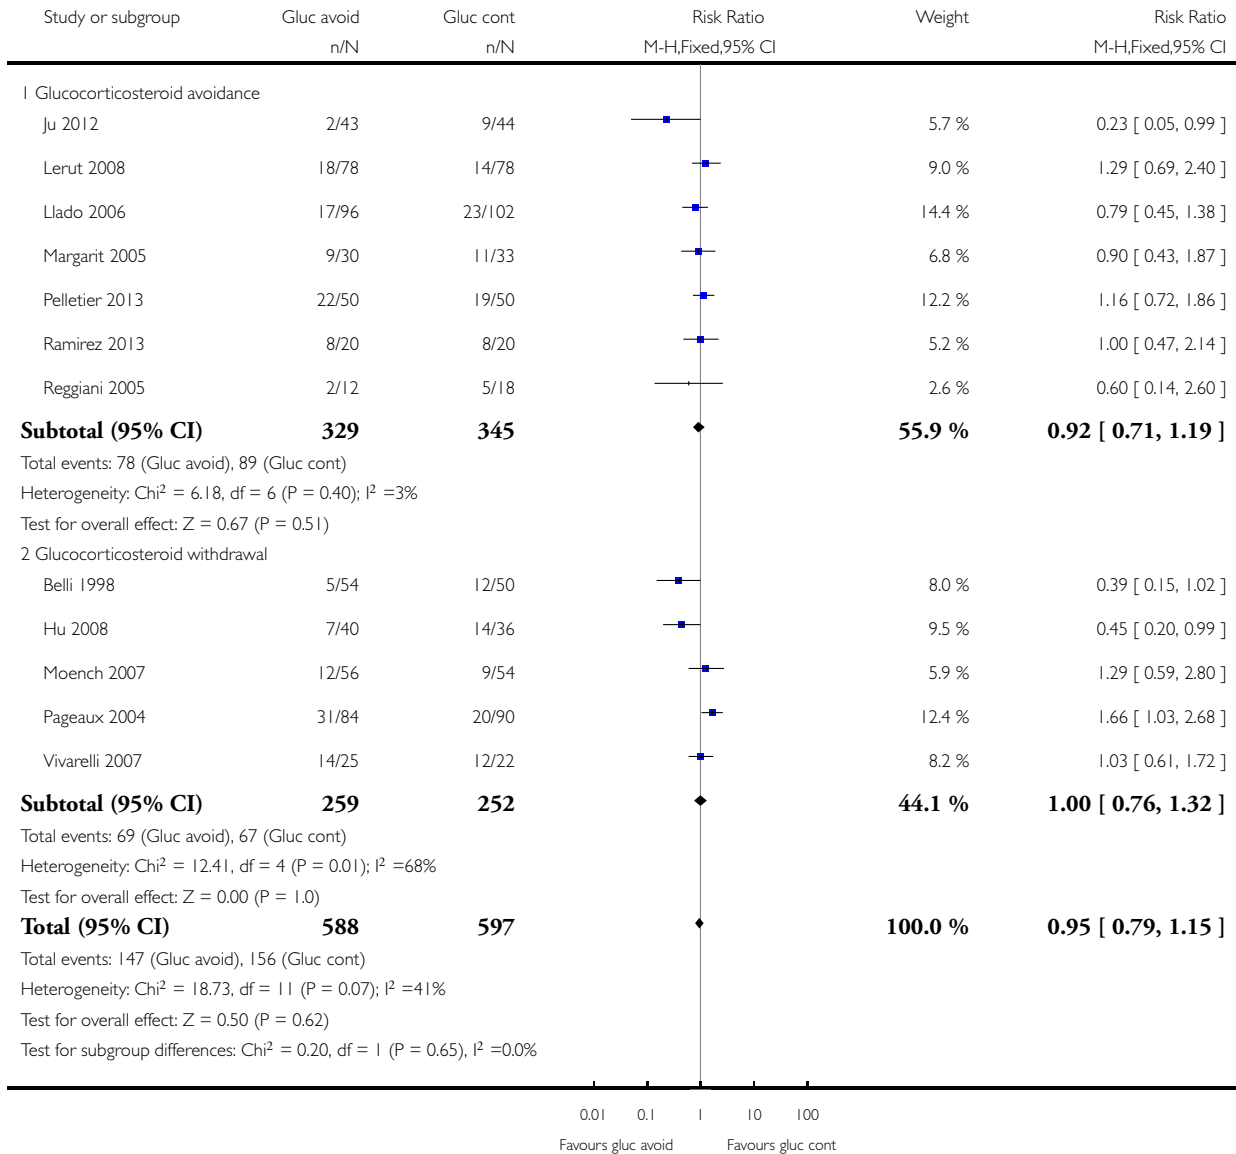 Study or subgroup Gluc avoid Gluc cont Risk Ratio Weight Risk Ratio
n/N n/N M-H,Fixed,95% CI M-H,Fixed,95% CI
1 Glucocorticosteroid avoidance
Ju 2012 2/43 9/44 5.7 % 0.23 [ 0.05, 0.99 ]
Lerut 2008 18/78 14/78 9.0 % 1.29 [ 0.69, 2.40 ]
Llado 2006 17/96 23/102 14.4 % 0.79 [ 0.45, 1.38 ]
Margarit 2005 9/30 11/33 6.8 % 0.90 [ 0.43, 1.87 ]
Pelletier 2013 22/50 19/50 12.2 % 1.16 [ 0.72, 1.86 ]
Ramirez 2013 8/20 8/20 5.2 % 1.00 [ 0.47, 2.14 ]
Reggiani 2005 2/12 5/18 2.6 % 0.60 [ 0.14, 2.60 ]
Subtotal (95% CI) 329 345 55.9 % 0.92 [ 0.71, 1.19 ]
Total events: 78 (Gluc avoid), 89 (Gluc cont)
Heterogeneity: Chi² = 6.18, df = 6 (P = 0.40); I² =3%
Test for overall effect: Z = 0.67 (P = 0.51)
2 Glucocorticosteroid withdrawal
Belli 1998 5/54 12/50 8.0 % 0.39 [ 0.15, 1.02 ]
Hu 2008 7/40 14/36 9.5 % 0.45 [ 0.20, 0.99 ]
Moench 2007 12/56 9/54 5.9 % 1.29 [ 0.59, 2.80 ]
Pageaux 2004 31/84 20/90 12.4 % 1.66 [ 1.03, 2.68 ]
Vivarelli 2007 14/25 12/22 8.2 % 1.03 [ 0.61, 1.72 ]
Subtotal (95% CI) 259 252 44.1 % 1.00 [ 0.76, 1.32 ]
Total events: 69 (Gluc avoid), 67 (Gluc cont)
Heterogeneity: Chi² = 12.41, df = 4 (P = 0.01); I² =68%
Test for overall effect: Z = 0.00 (P = 1.0)
Total (95% CI) 588 597 100.0 % 0.95 [ 0.79, 1.15 ]
Total events: 147 (Gluc avoid), 156 (Gluc cont)
Heterogeneity: Chi² = 18.73, df = 11 (P = 0.07); I² =41%
Test for overall effect: Z = 0.50 (P = 0.62)
Test for subgroup differences: Chi² = 0.20, df = 1 (P = 0.65), I² =0.0%
0.01 0.1 1 10 100
Favours gluc avoid Favours gluc cont